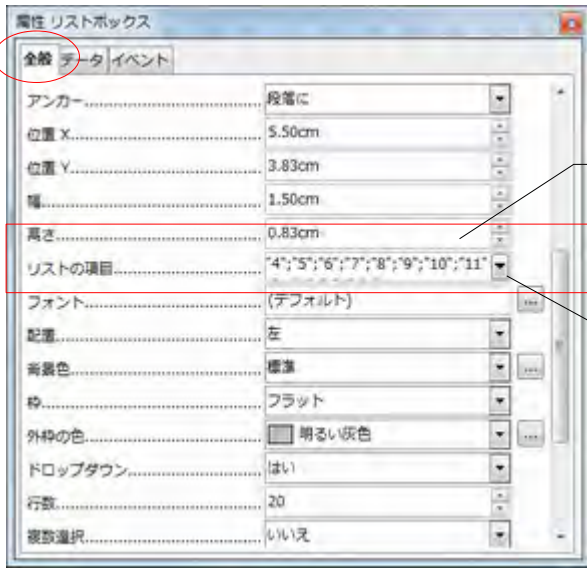 属性 リストボックス
全般 データ イベント
アンカー 段落に
位置 X 5.50cm
位置 Y 3.83cm
幅 1.50cm
高さ 0.83cm
リストの項目 "4";"5";"6";"7";"8";"9";"10";"11"
フォント (デフォルト)
配置 左
背景色 標準
枠 フラット
外枠の色 明るい灰色
ドロップダウン はい
行数 20
複数選択 いいえ